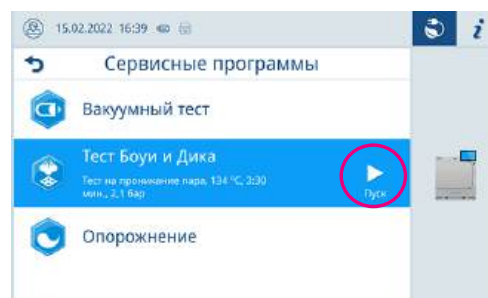 15.02.2022 16:39
i
Сервисные программы
Вакуумный тест
Тест Боуи и Дика
Тест на проникание пара, 134 °C, 3:30
мин., 2,1 бар
Пуск
Опорожнение